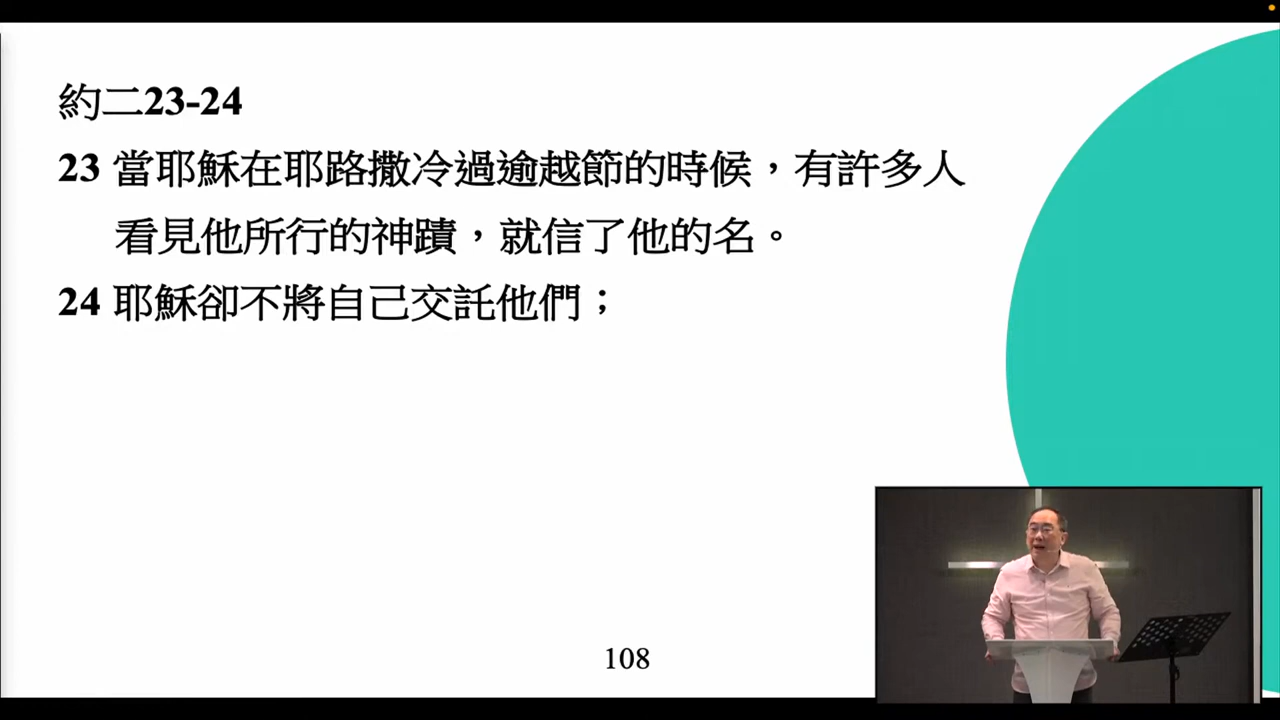 約二23-24
23 當耶穌在耶路撒冷過逾越節的時候，有許多人
看見他所行的神蹟，就信了他的名。
24 耶穌卻不將自己交託他們；
108